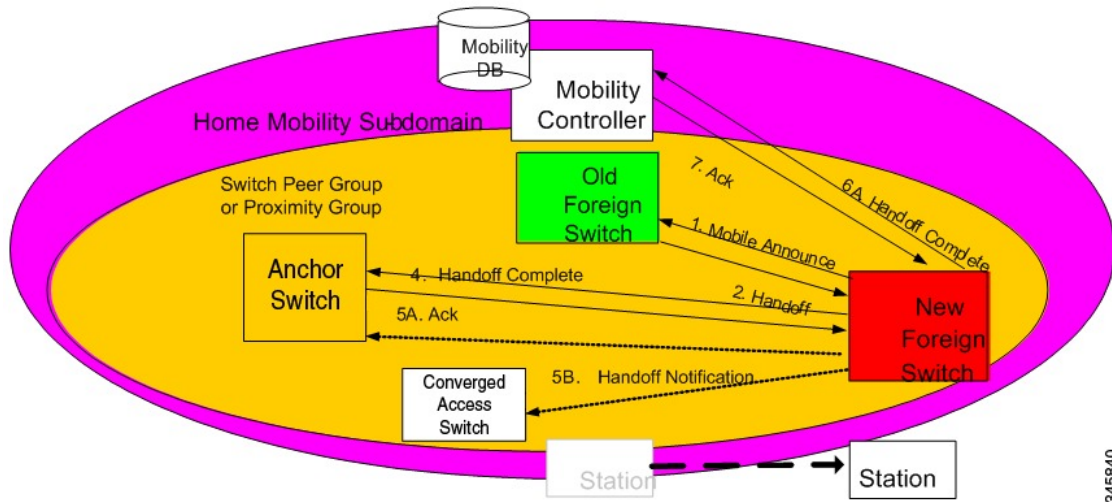 Mobility
DB
Mobility
Controller
Home Mobility Subdomain
Switch Peer Group
or Proximity Group
Old
Foreign
Switch
7. Ack
6A. Handoff Complete
1. Mobile Announce
Anchor
Switch
4. Handoff Complete
2. Handoff
5A. Ack
New
Foreign
Switch
5B. Handoff Notification
Converged
Access
Switch
Station
Station
345840